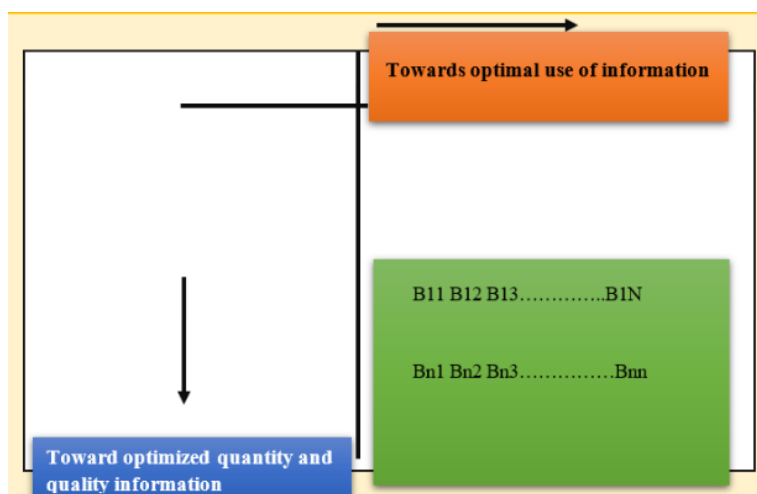 Towards optimal use of information
B11 B12 B13…………..B1N
Bn1 Bn2 Bn3……………Bnn
Toward optimized quantity and
quality information